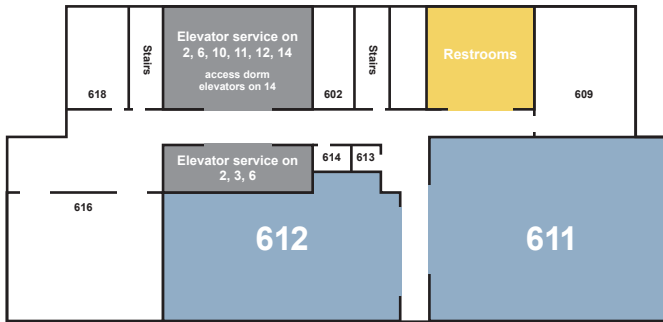 Elevator service on
2, 6, 10, 11, 12, 14
access dorm
elevators on 14
Stairs
Stairs
Restrooms
618
602
609
Elevator service on
2, 3, 6
614
613
616
612
611